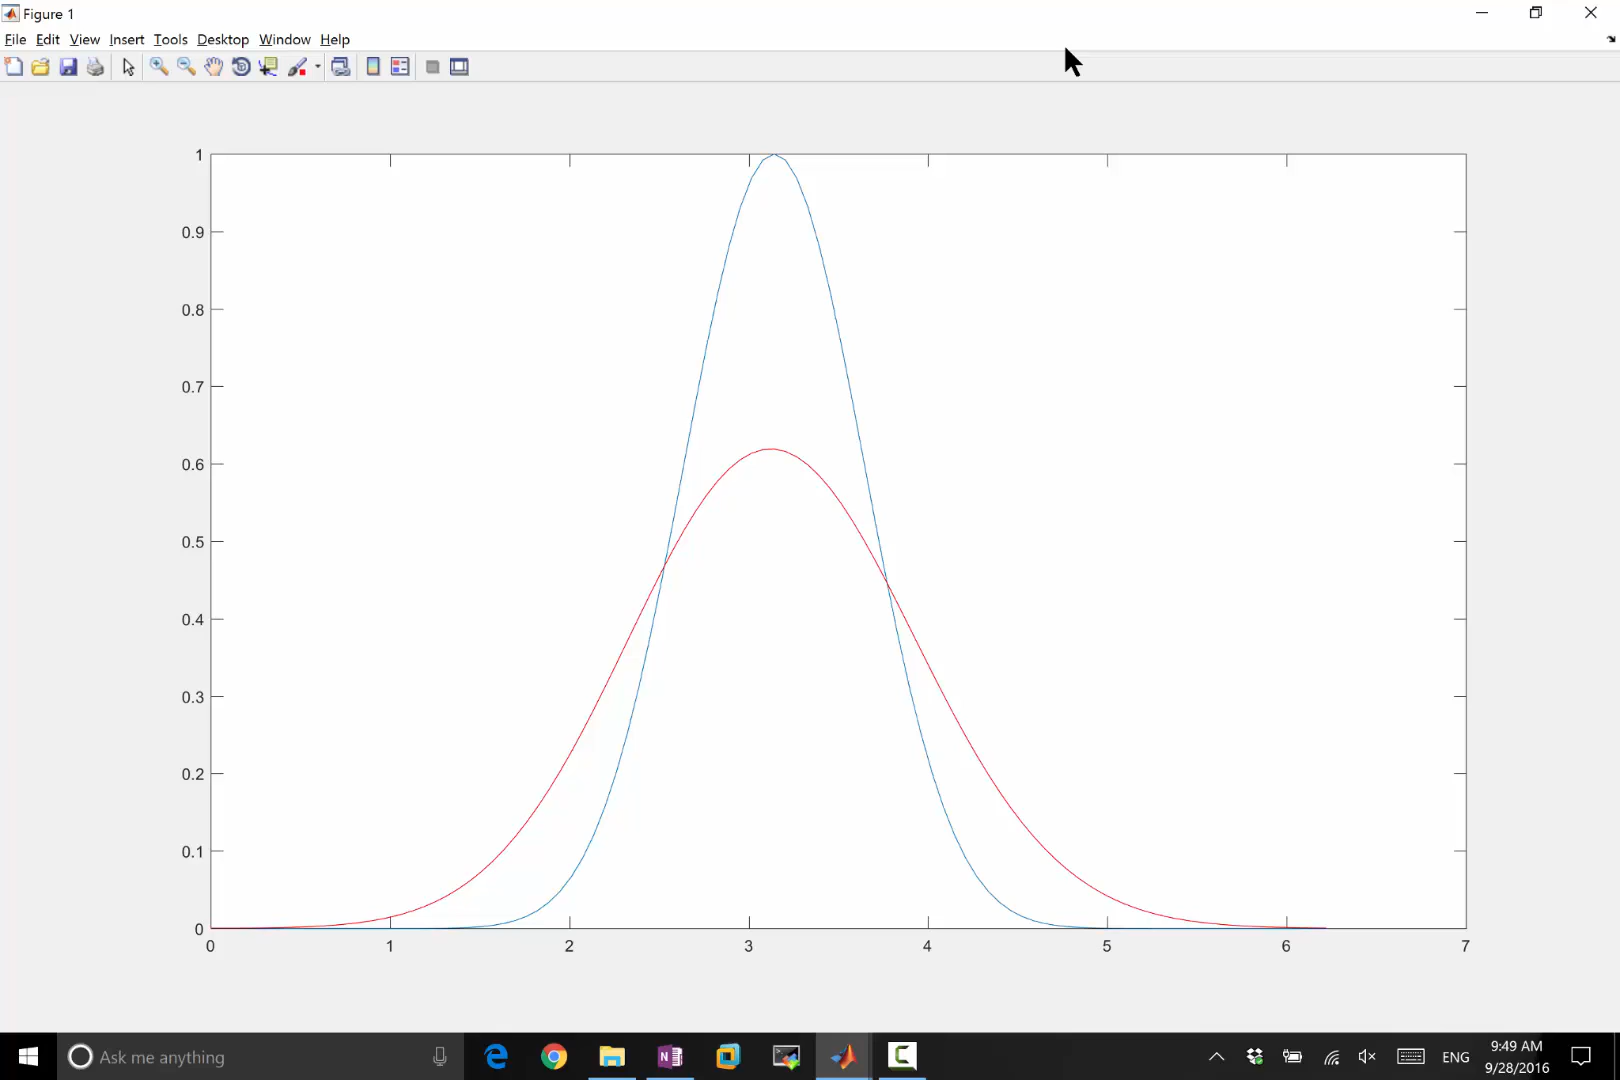 Figure 1
File Edit View Insert Tools Desktop Window Help
1
0.9
0.8
0.7
0.6
0.5
0.4
0.3
0.2
0.1
0
0 1 2 3 4 5 6 7
Ask me anything
N
ENG
9:49 AM
9/28/2016